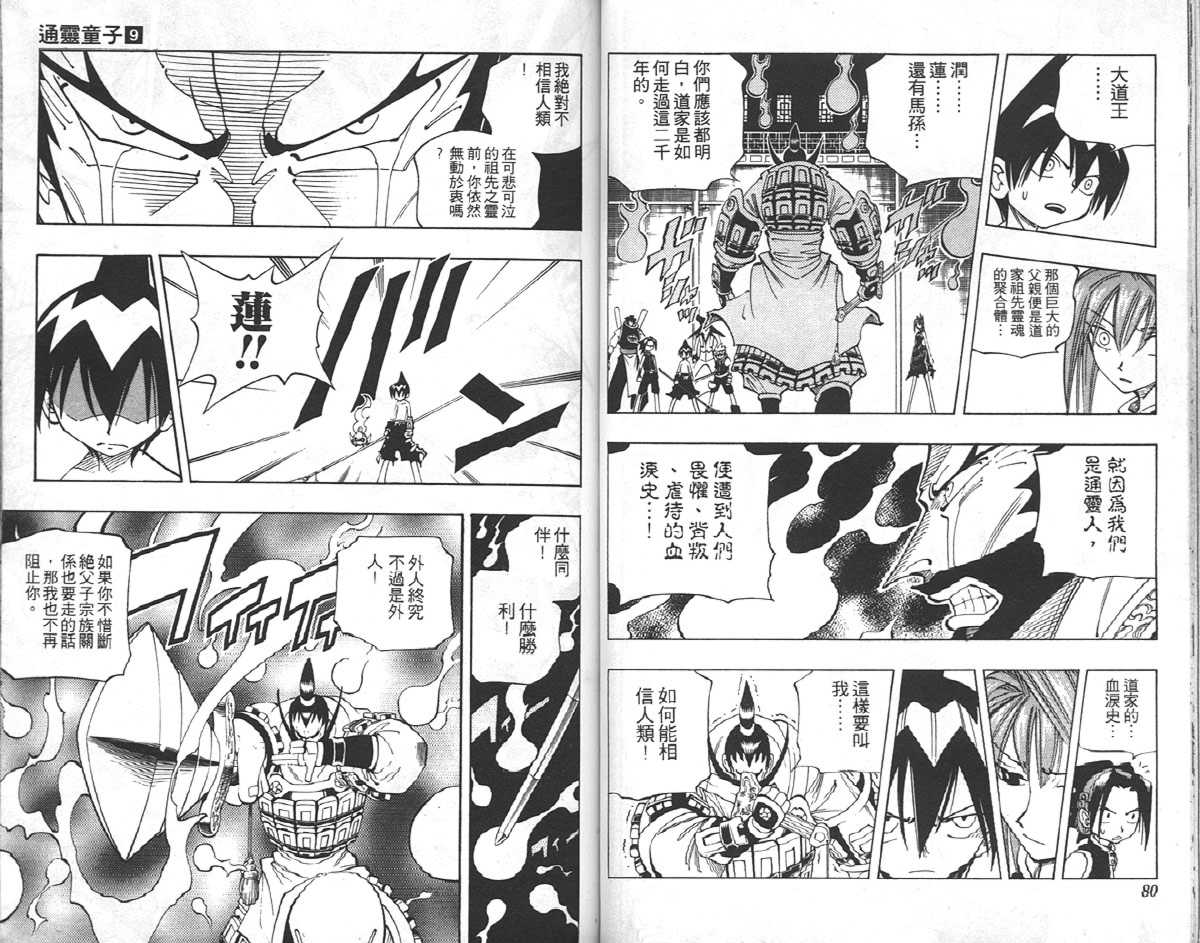 大道王
……
那個巨大的
父親便是道
家祖先靈魂
的聚合體…
潤……
蓮……
還有馬孫…
你們應該都明
白，道家是如
何走過這二千
年的。
就因為我們
是通靈人，
便遭到人們
畏懼、背叛
、虐待的血
淚史…！
道家的…
血淚史…
這樣要叫
我……
如何能相
信人類！
80
通靈童子9
我絕對不
相信人類
！
在可悲可泣
的祖先之靈
前，你依然
無動於衷嗎
？
蓮!!
什麼同
伴！
什麼勝
利！
外人終究
不過是外
人！
如果你不惜斷
絕父子宗族關
係也要走的話
，那我也不再
阻止你。